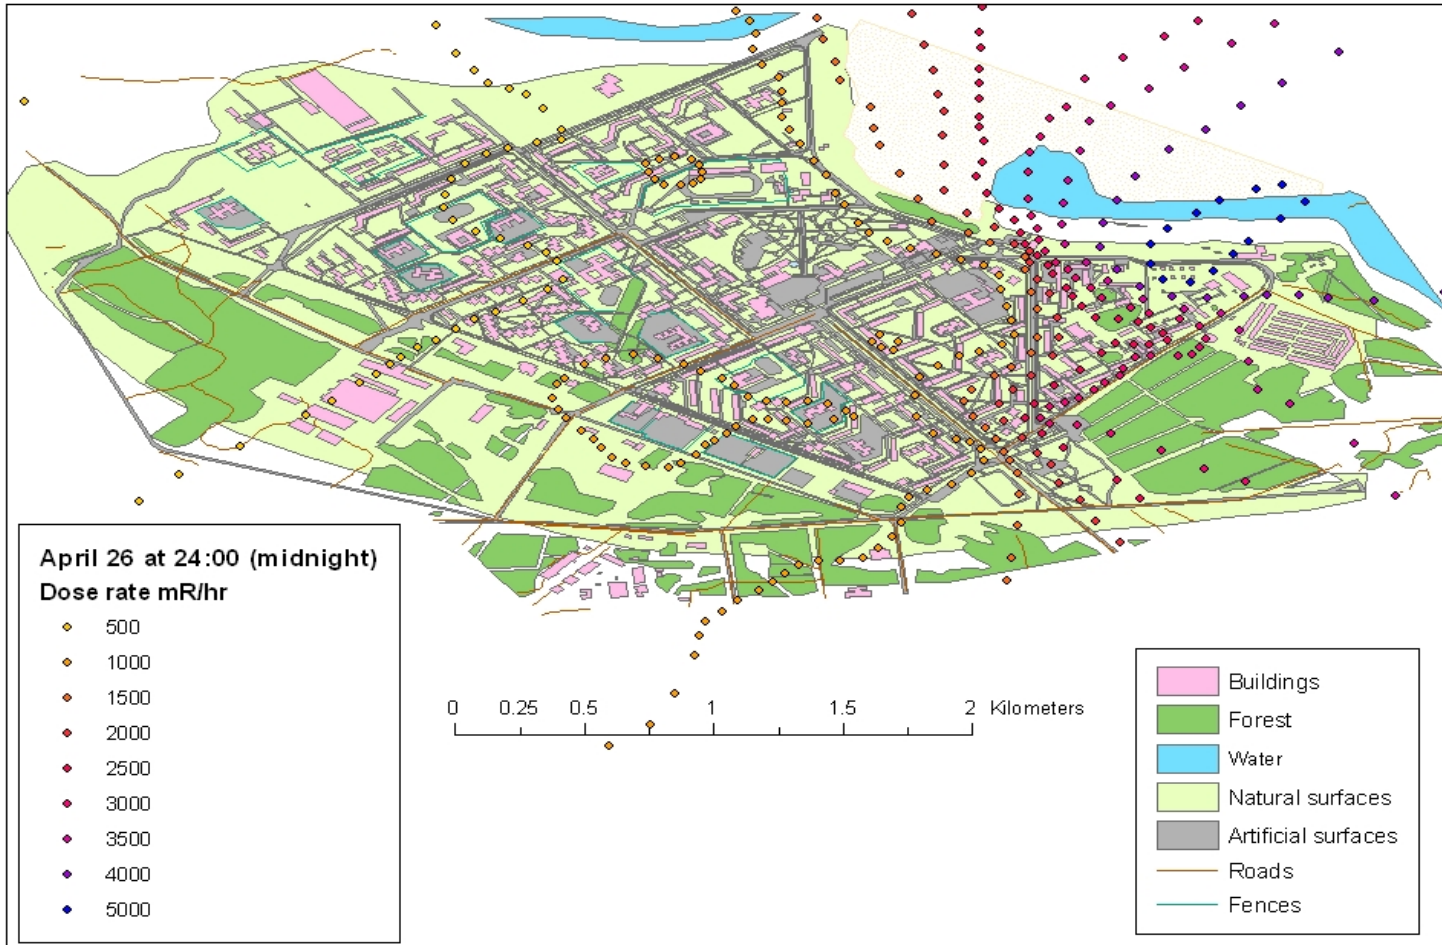 April 26 at 24:00 (midnight)
Dose rate mR/hr
500
1000
1500
2000
2500
3000
3500
4000
5000
0 0.25 0.5 1 1.5 2 Kilometers
Buildings
Forest
Water
Natural surfaces
Artificial surfaces
Roads
Fences